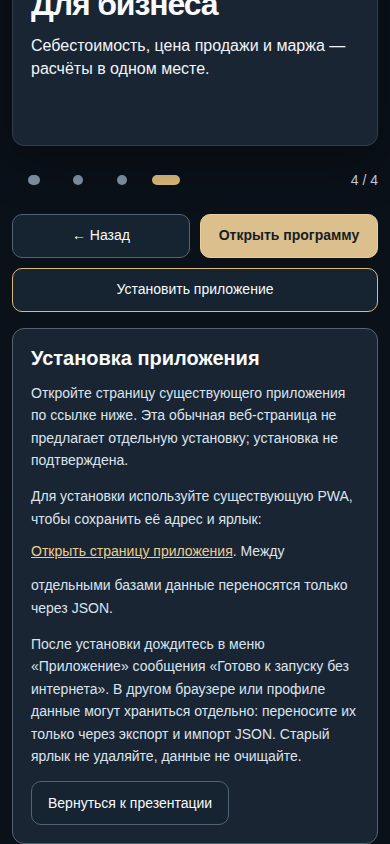 Для бизнеса
Себестоимость, цена продажи и маржа —
расчёты в одном месте.
4 / 4
← Назад
Открыть программу
Установить приложение
Установка приложения
Откройте страницу существующего приложения
по ссылке ниже. Эта обычная веб-страница не
предлагает отдельную установку; установка не
подтверждена.
Для установки используйте существующую PWA,
чтобы сохранить её адрес и ярлык:
Открыть страницу приложения. Между
отдельными базами данные переносятся только
через JSON.
После установки дождитесь в меню
«Приложение» сообщения «Готово к запуску без
интернета». В другом браузере или профиле
данные могут храниться отдельно: переносите их
только через экспорт и импорт JSON. Старый
ярлык не удаляйте, данные не очищайте.
Вернуться к презентации